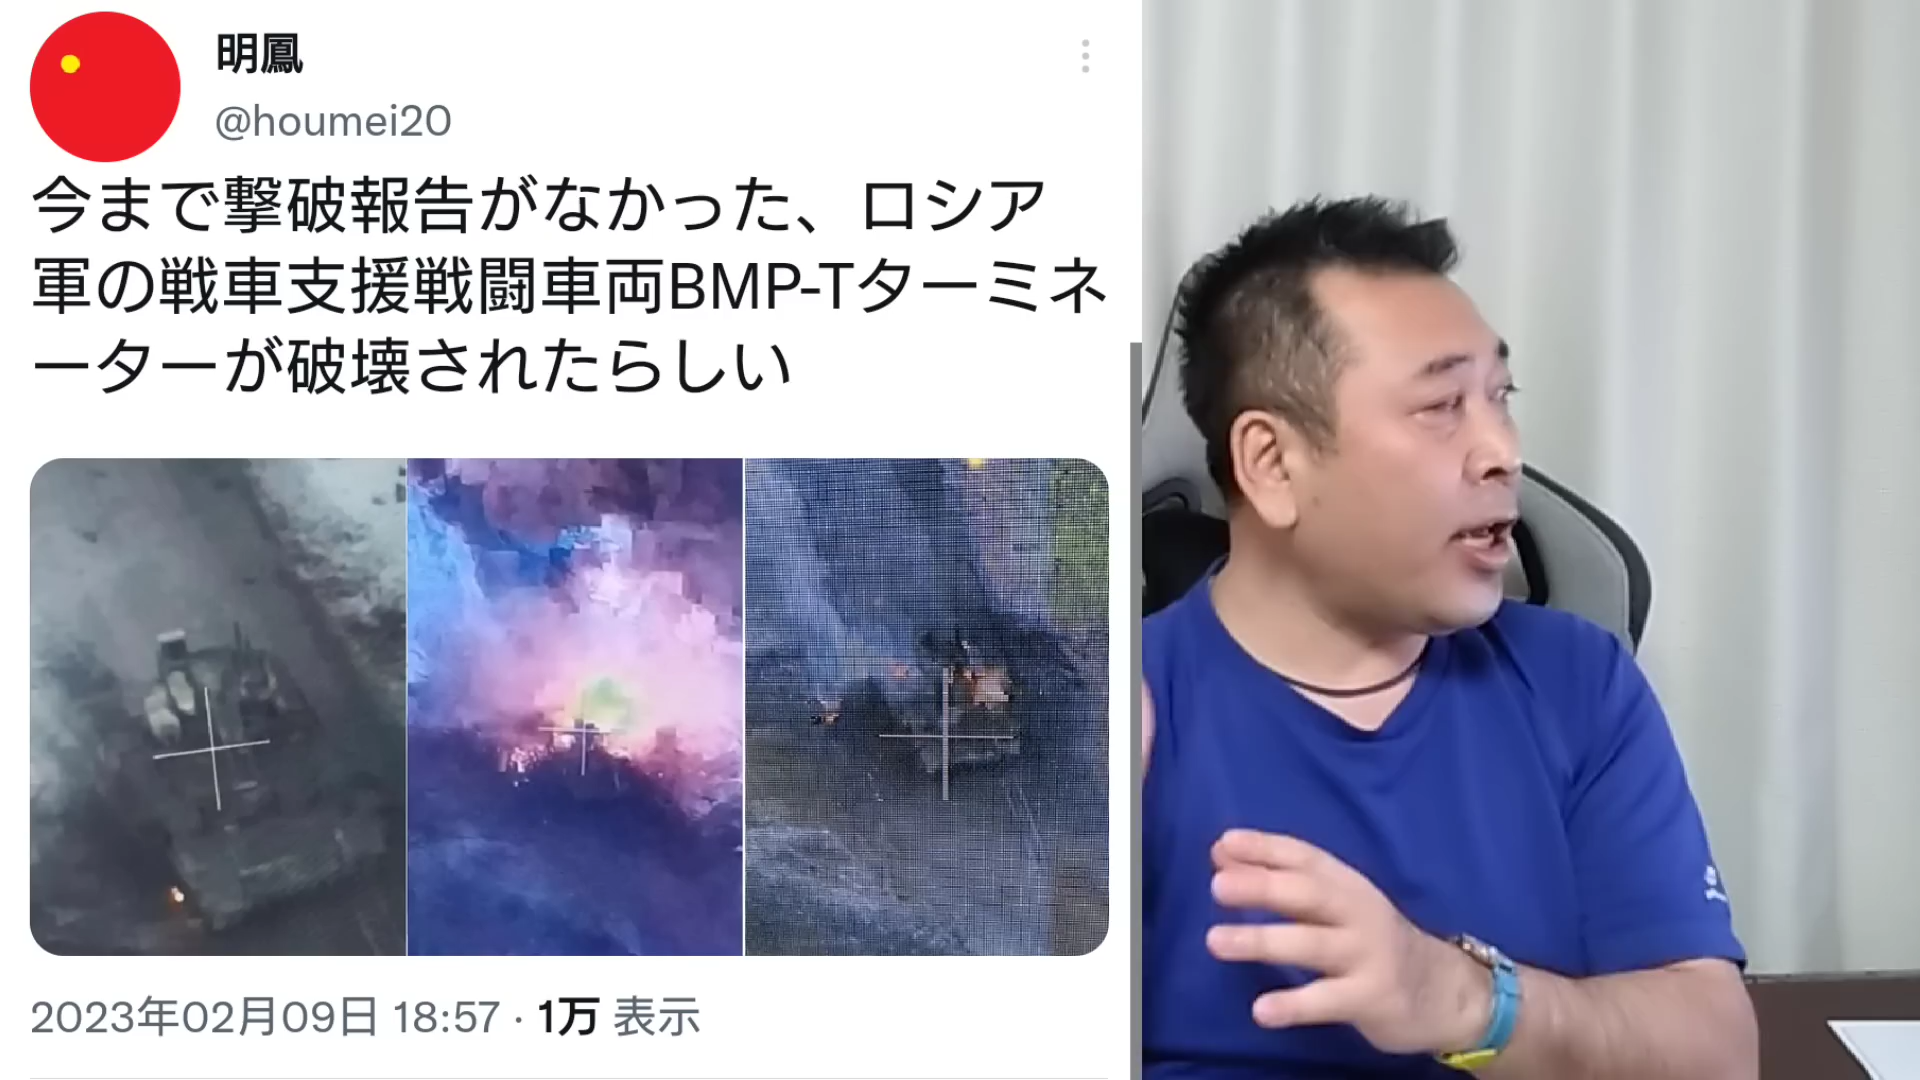 明鳳
@houmei20
今まで撃破報告がなかった、ロシア
軍の戦車支援戦闘車両BMP-Tターミネ
ーターが破壊されたらしい
2023年02月09日 18:57 · 1万 表示